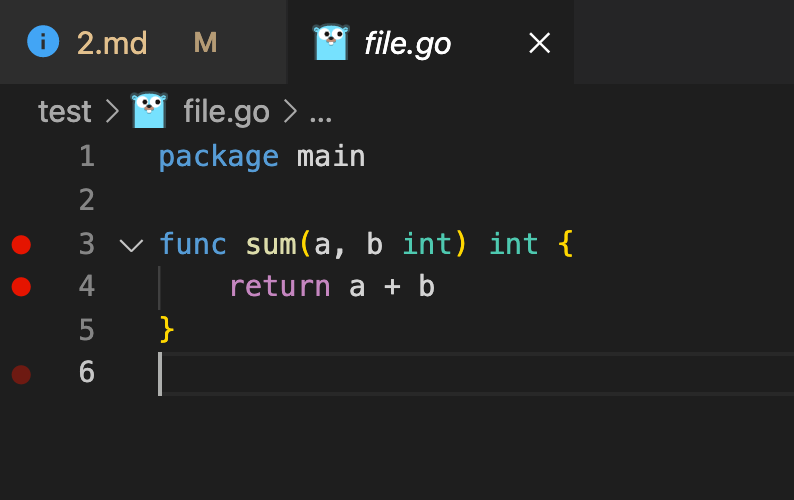 2.md M file.go
test > file.go > ...
1 package main
2
3 func sum(a, b int) int {
4     return a + b
5 }
6